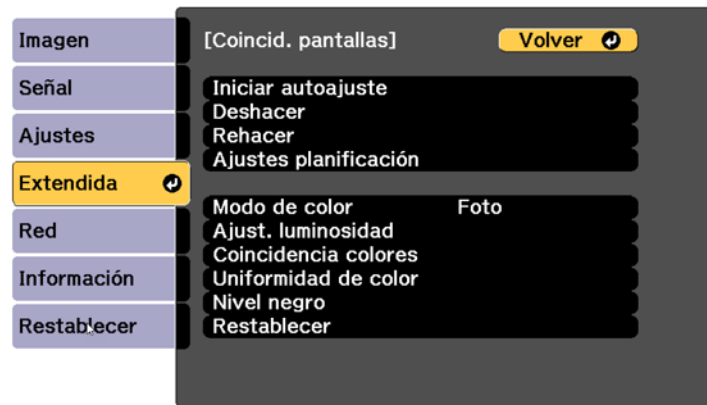 Imagen
Señal
Ajustes
Extendida
Red
Información
Restablecer
[Coincid. pantallas]
Volver
Iniciar autoajuste
Deshacer
Rehacer
Ajustes planificación
Modo de color Foto
Ajust. luminosidad
Coincidencia colores
Uniformidad de color
Nivel negro
Restablecer